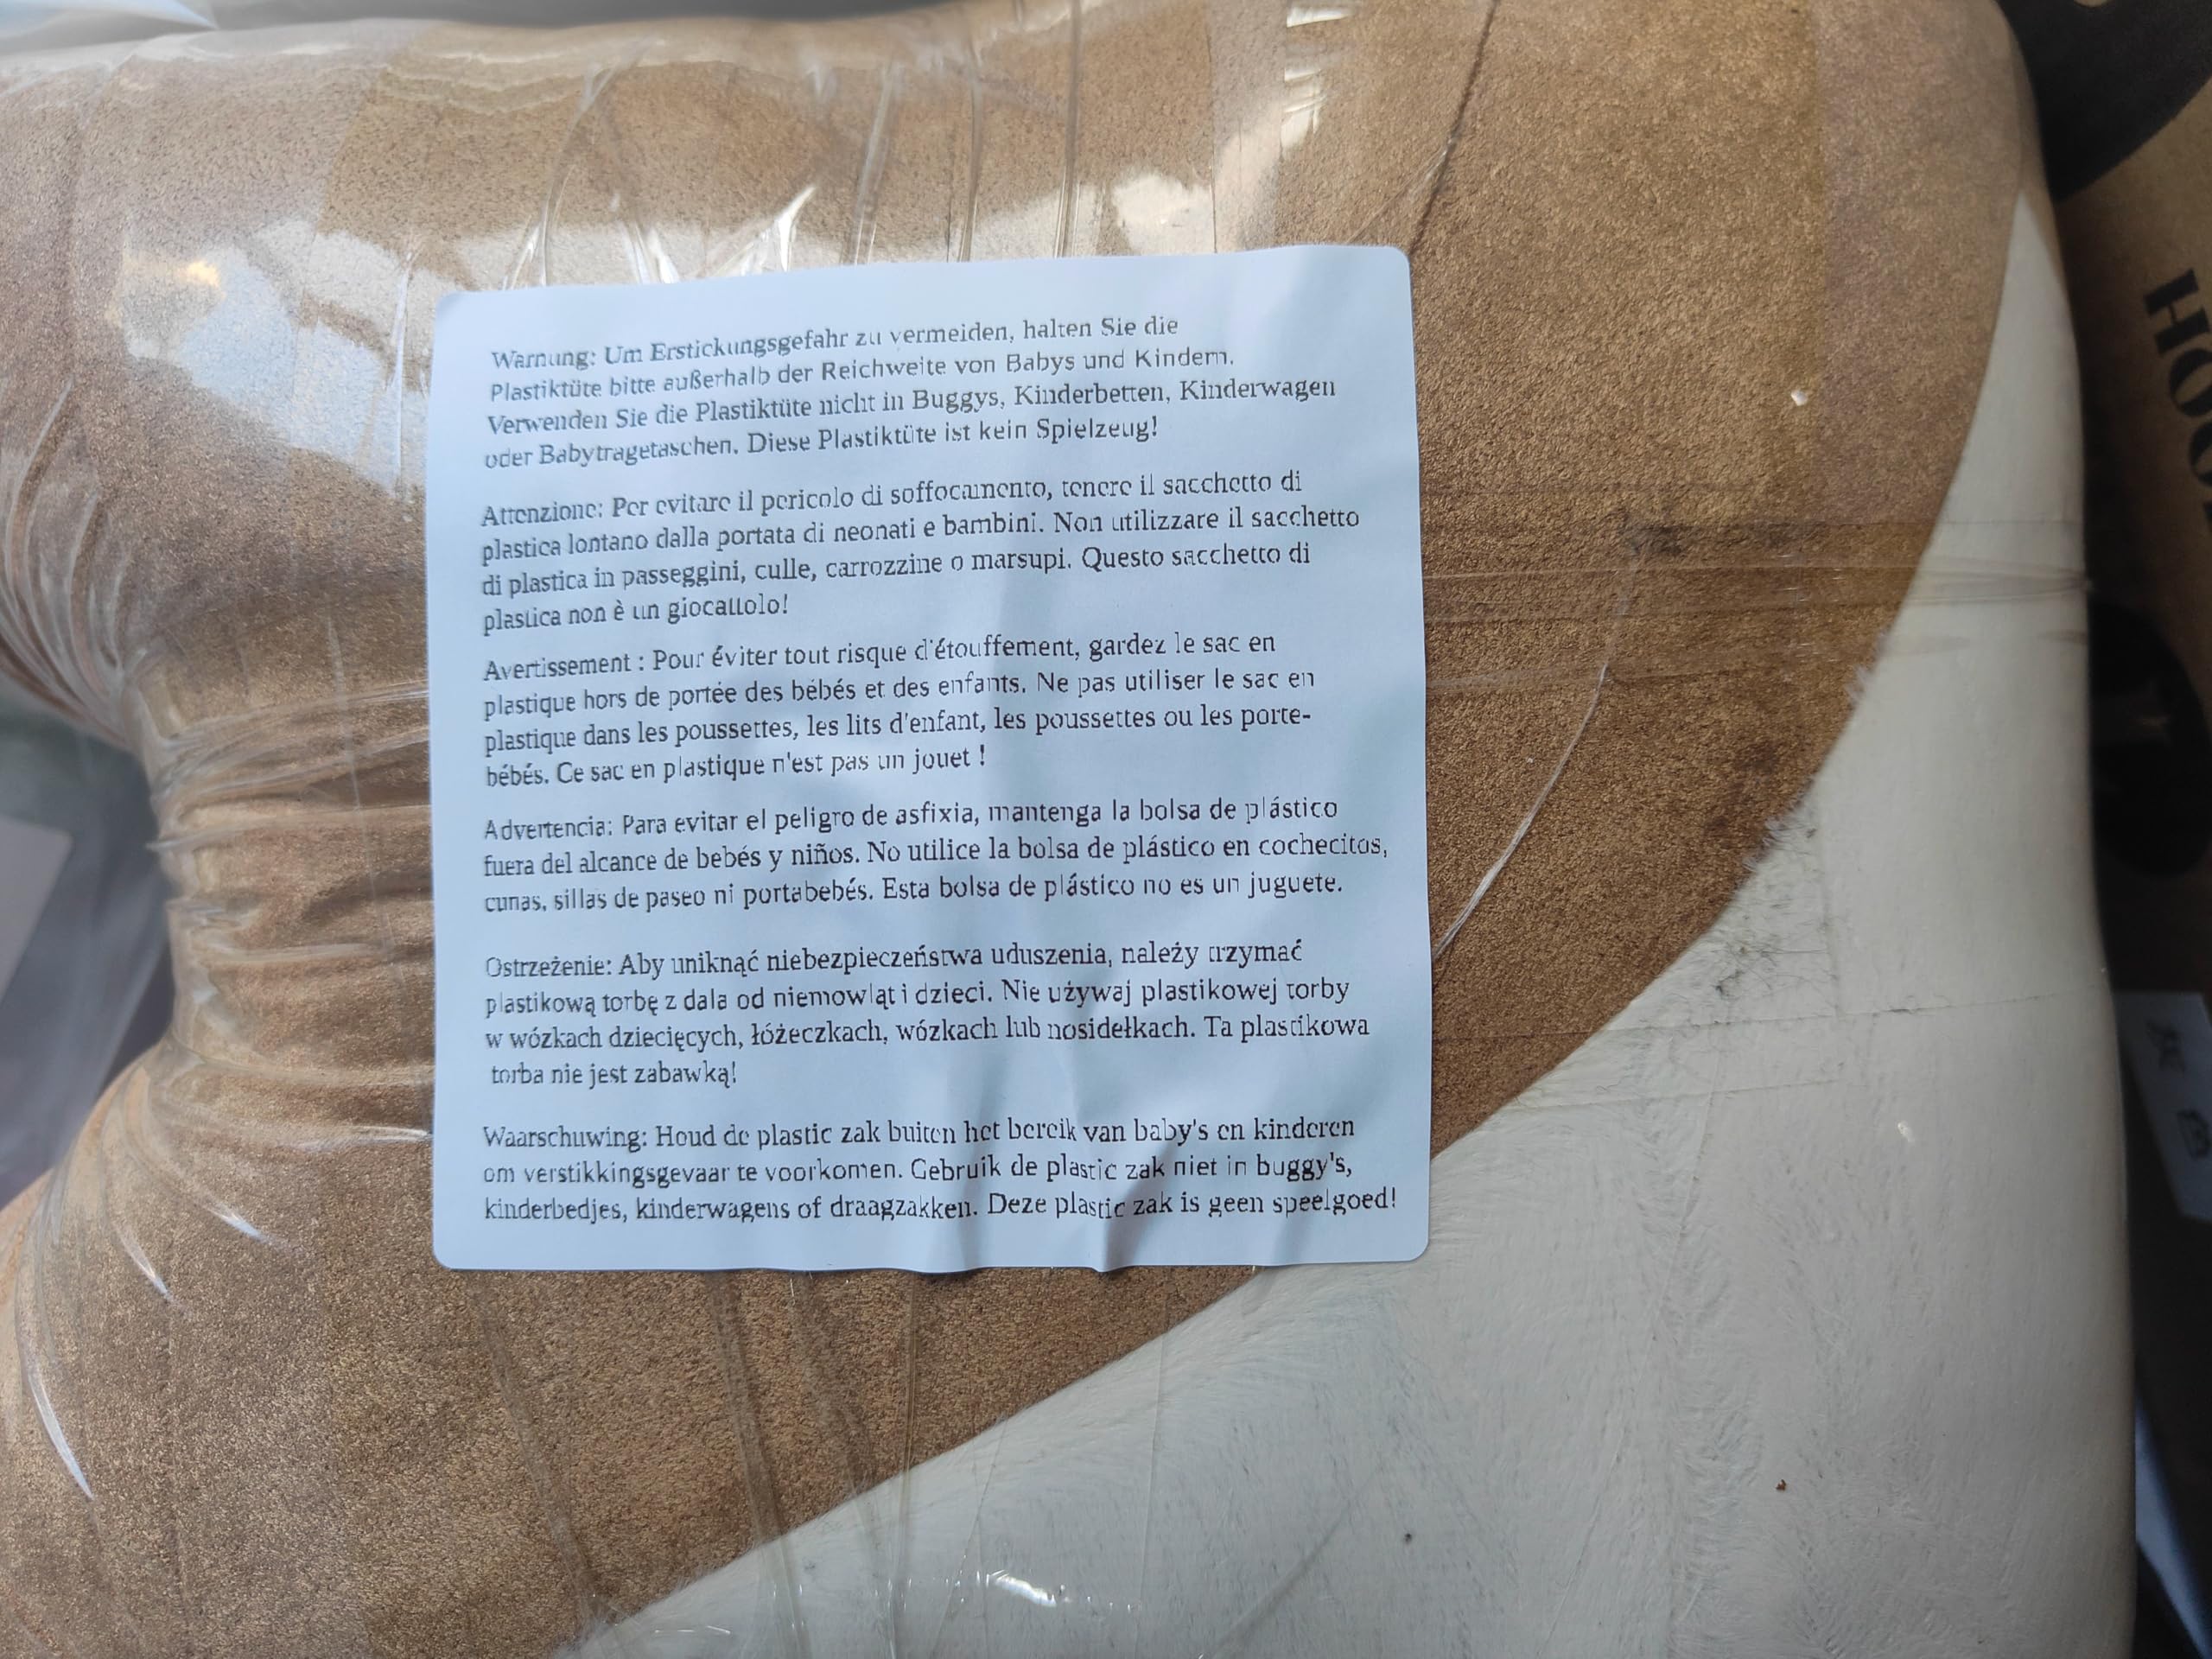 Warnung: Um Erstickungsgefahr zu vermeiden, halten Sie die
Plastiktüte bitte außerhalb der Reichweite von Babys und Kindern.
Verwenden Sie die Plastiktüte nicht in Buggys, Kinderbetten, Kinderwagen
oder Babytragetaschen. Diese Plastiktüte ist kein Spielzeug!
Attenzione: Per evitare il pericolo di soffocamento, tenere il sacchetto di
plastica lontano dalla portata di neonati e bambini. Non utilizzare il sacchetto
di plastica in passeggini, culle, carrozzine o marsupi. Questo sacchetto di
plastica non è un giocattolo!
Avertissement : Pour éviter tout risque d'étouffement, gardez le sac en
plastique hors de portée des bébés et des enfants. Ne pas utiliser le sac en
plastique dans les poussettes, les lits d'enfant, les poussettes ou les porte-
bébés. Ce sac en plastique n'est pas un jouet !
Advertencia: Para evitar el peligro de asfixia, mantenga la bolsa de plástico
fuera del alcance de bebés y niños. No utilice la bolsa de plástico en cochecitos,
cunas, sillas de paseo ni portabebés. Esta bolsa de plástico no es un juguete.
Ostrzeżenie: Aby uniknąć niebezpieczeństwa uduszenia, należy trzymać
plastikową torbę z dala od niemowląt i dzieci. Nie używaj plastikowej torby
w wózkach dziecięcych, łóżeczkach, wózkach lub nosidełkach. Ta plastikowa
torba nie jest zabawką!
Waarschuwing: Houd de plastic zak buiten het bereik van baby's en kinderen
om verstikkingsgevaar te voorkomen. Gebruik de plastic zak niet in buggy's,
kinderbedjes, kinderwagens of draagzakken. Deze plastic zak is geen speelgoed!